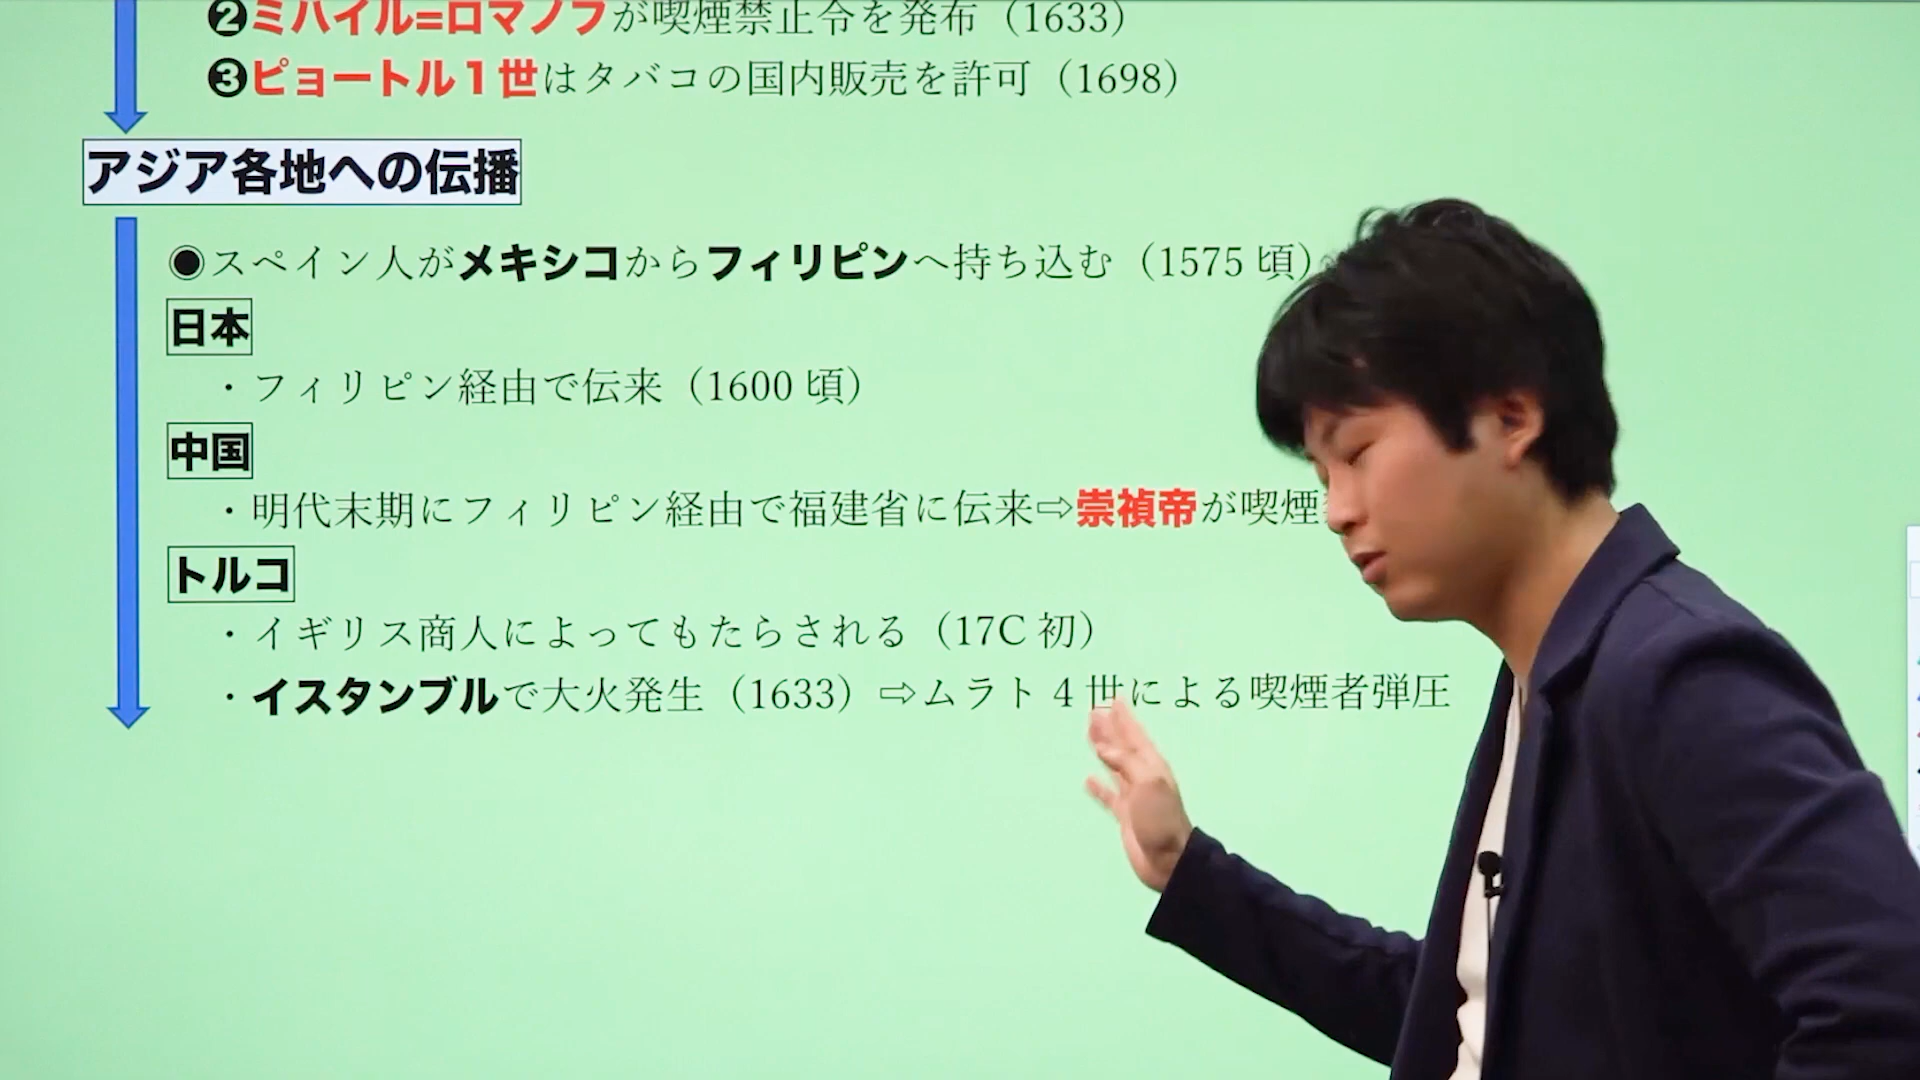 ❷ミハイル=ロマノフが喫煙禁止令を発布（1633）
❸ピョートル１世はタバコの国内販売を許可（1698）
アジア各地への伝播
◉スペイン人がメキシコからフィリピンへ持ち込む（1575 頃）
日本
・フィリピン経由で伝来（1600 頃）
中国
・明代末期にフィリピン経由で福建省に伝来⇨崇禎帝が喫煙
トルコ
・イギリス商人によってもたらされる（17C 初）
・イスタンブルで大火発生（1633）⇨ムラト 4 世による喫煙者弾圧